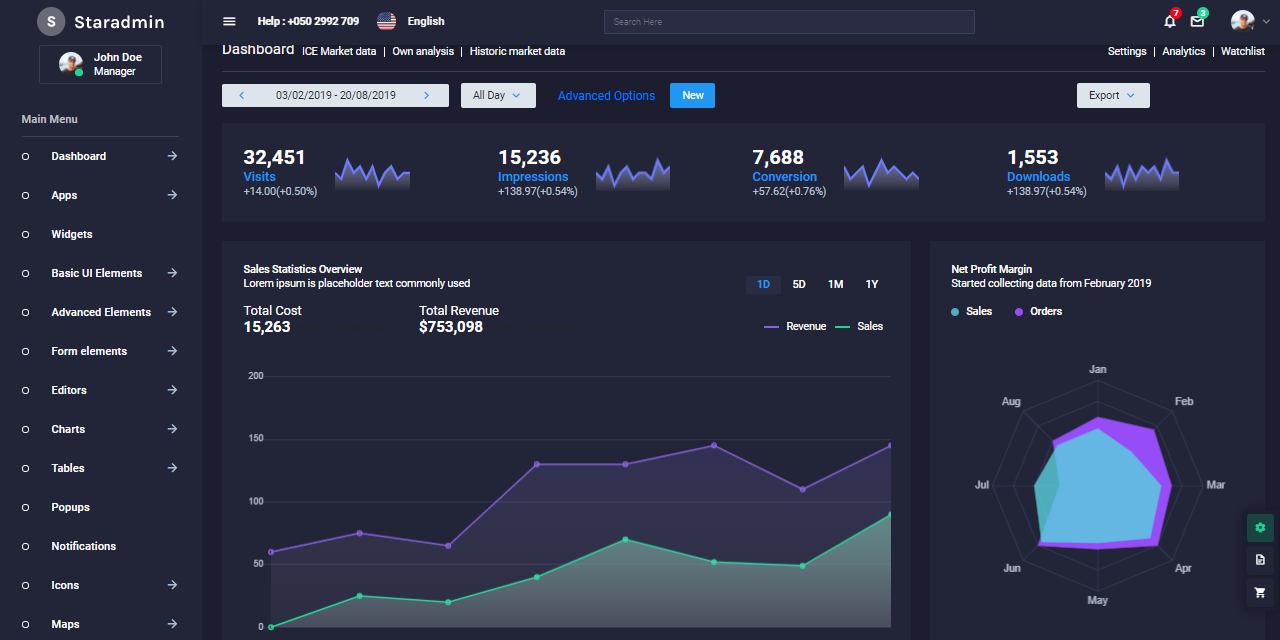 S Staradmin
Help : +050 2992 709 English Search Here 7 3
John Doe
Manager
Main Menu
Dashboard
Apps
Widgets
Basic UI Elements
Advanced Elements
Form elements
Editors
Charts
Tables
Popups
Notifications
Icons
Maps
Dashboard ICE Market data | Own analysis | Historic market data Settings | Analytics | Watchlist
03/02/2019 - 20/08/2019 All Day Advanced Options New Export
32,451 15,236 7,688 1,553
Visits Impressions Conversion Downloads
+14.00(+0.50%) +138.97(+0.54%) +57.62(+0.76%) +138.97(+0.54%)
Sales Statistics Overview
Lorem ipsum is placeholder text commonly used
1D 5D 1M 1Y
Total Cost Total Revenue
15,263 $753,098
Revenue Sales
200
150
100
50
0
Net Profit Margin
Started collecting data from February 2019
Sales Orders
Jan
Aug Feb
Jul Mar
Jun Apr
May